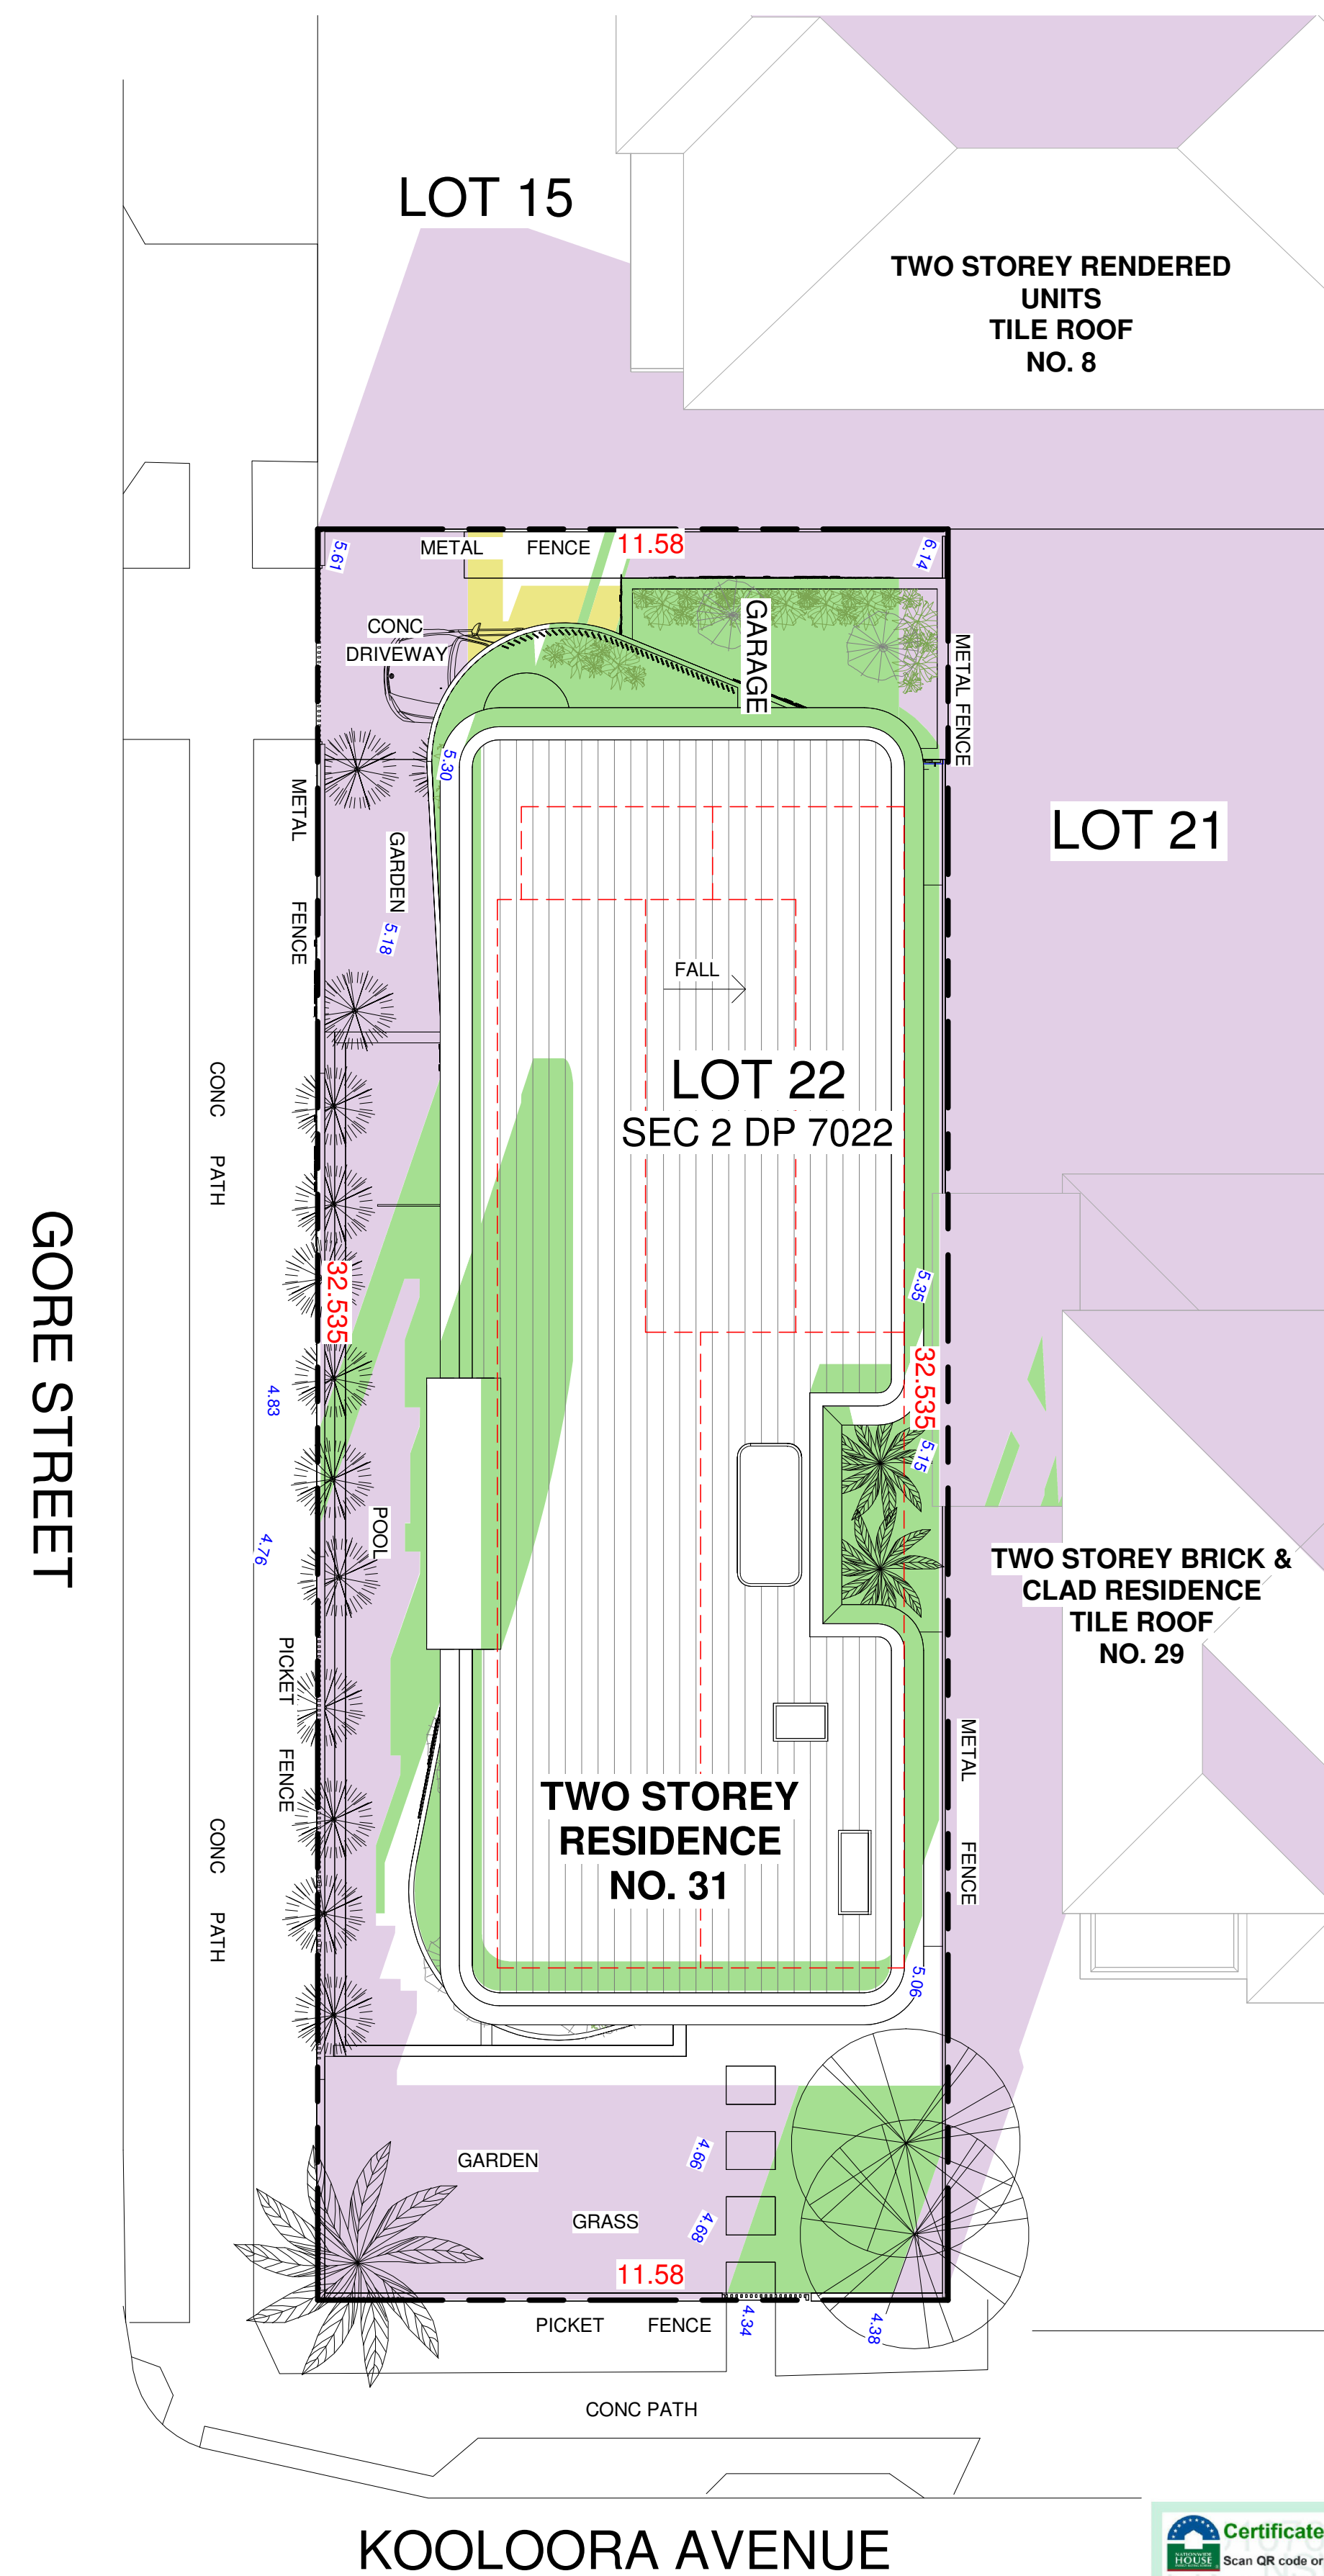 LOT 15
TWO STOREY RENDERED
UNITS
TILE ROOF
NO. 8
METAL FENCE
11.58
5.61
6.14
CONC
DRIVEWAY
GARAGE
METAL FENCE
5.30
METAL FENCE
GARDEN
5.18
LOT 21
FALL
LOT 22
SEC 2 DP 7022
CONC PATH
GORE STREET
32.535
5.35
32.535
4.83
5.15
4.76
POOL
TWO STOREY BRICK &
CLAD RESIDENCE
TILE ROOF
NO. 29
PICKET FENCE
METAL FENCE
TWO STOREY
RESIDENCE
NO. 31
CONC PATH
5.06
GARDEN
4.66
GRASS
4.68
11.58
PICKET FENCE
4.34
4.38
CONC PATH
KOOLOORA AVENUE
NATIONWIDE
HOUSE
Certificate
Scan QR code or